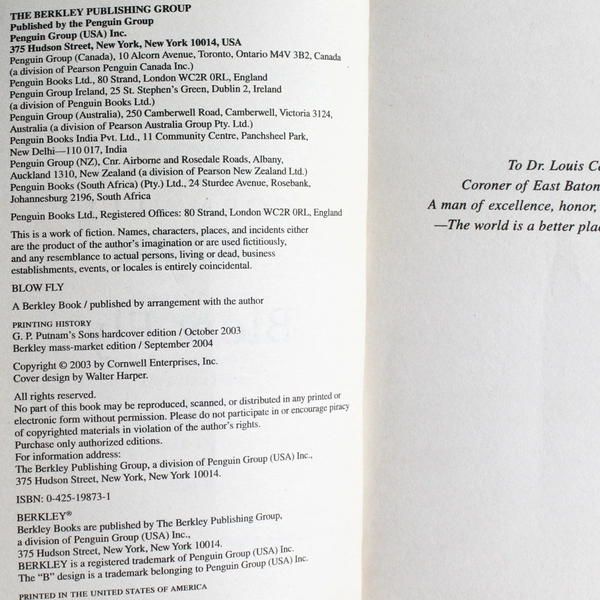 THE BERKLEY PUBLISHING GROUP
Published by the Penguin Group
Penguin Group (USA) Inc.
375 Hudson Street, New York, New York 10014, USA
Penguin Group (Canada), 10 Alcorn Avenue, Toronto, Ontario M4V 3B2, Canada
(a division of Pearson Penguin Canada Inc.)
Penguin Books Ltd., 80 Strand, London WC2R 0RL, England
Penguin Group Ireland, 25 St. Stephen's Green, Dublin 2, Ireland
(a division of Penguin Books Ltd.)
Penguin Group (Australia), 250 Camberwell Road, Camberwell, Victoria 3124,
Australia (a division of Pearson Australia Group Pty. Ltd.)
Penguin Books India Pvt. Ltd., 11 Community Centre, Panchsheel Park,
New Delhi—110 017, India
Penguin Group (NZ), Cnr. Airborne and Rosedale Roads, Albany,
Auckland 1310, New Zealand (a division of Pearson New Zealand Ltd.)
Penguin Books (South Africa) (Pty.) Ltd., 24 Sturdee Avenue, Rosebank,
Johannesburg 2196, South Africa
Penguin Books Ltd., Registered Offices: 80 Strand, London WC2R 0RL, England
This is a work of fiction. Names, characters, places, and incidents either
are the product of the author's imagination or are used fictitiously,
and any resemblance to actual persons, living or dead, business
establishments, events, or locales is entirely coincidental.
BLOW FLY
A Berkley Book / published by arrangement with the author
PRINTING HISTORY
G. P. Putnam's Sons hardcover edition / October 2003
Berkley mass-market edition / September 2004
Copyright © 2003 by Cornwell Enterprises, Inc.
Cover design by Walter Harper.
All rights reserved.
No part of this book may be reproduced, scanned, or distributed in any printed or
electronic form without permission. Please do not participate in or encourage piracy
of copyrighted materials in violation of the author's rights.
Purchase only authorized editions.
For information address:
The Berkley Publishing Group, a division of Penguin Group (USA) Inc.,
375 Hudson Street, New York, New York 10014.
ISBN: 0-425-19873-1
BERKLEY®
Berkley Books are published by The Berkley Publishing Group,
a division of Penguin Group (USA) Inc.,
375 Hudson Street, New York, New York 10014.
BERKLEY is a registered trademark of Penguin Group (USA) Inc.
The "B" design is a trademark belonging to Penguin Group (USA) Inc.
PRINTED IN THE UNITED STATES OF AMERICA
To Dr. Louis C
Coroner of East Baton
A man of excellence, honor,
—The world is a better plac